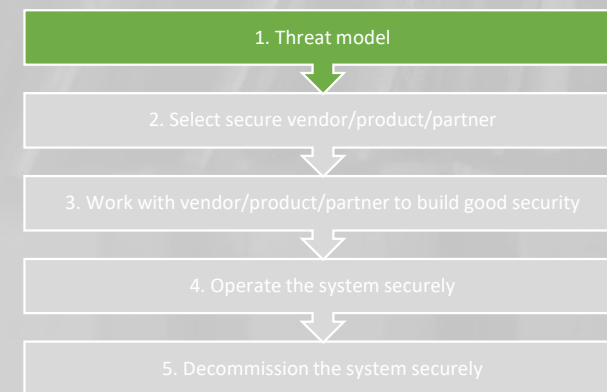 1. Threat model
2. Select secure vendor/product/partner
3. Work with vendor/product/partner to build good security
4. Operate the system securely
5. Decommission the system securely